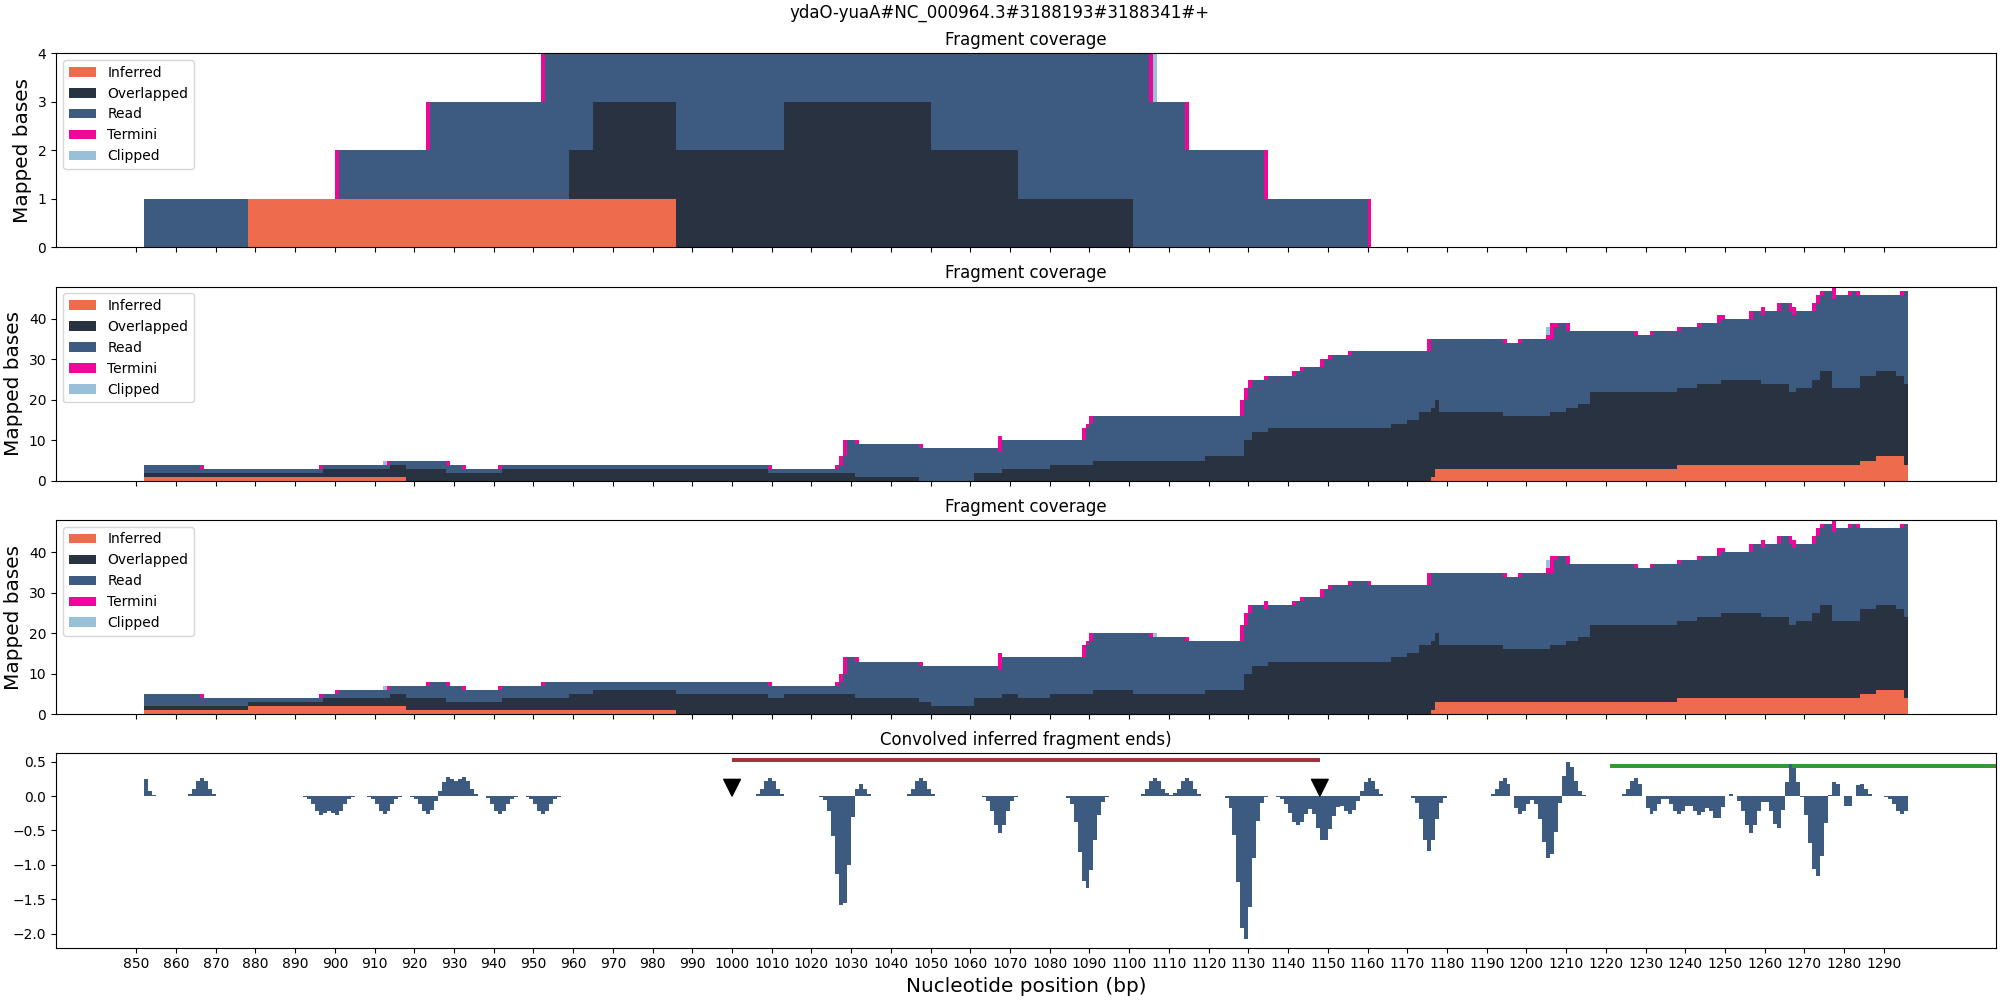 ydaO-yuaA#NC_000964.3#3188193#3188341#+
Fragment coverage
Mapped bases
4
3
2
1
0
Inferred
Overlapped
Read
Termini
Clipped
Fragment coverage
Mapped bases
40
30
20
10
0
Inferred
Overlapped
Read
Termini
Clipped
Fragment coverage
Mapped bases
40
30
20
10
0
Inferred
Overlapped
Read
Termini
Clipped
Convolved inferred fragment ends)
0.5
0.0
−0.5
−1.0
−1.5
−2.0
850 860 870 880 890 900 910 920 930 940 950 960 970 980 990 1000 1010 1020 1030 1040 1050 1060 1070 1080 1090 1100 1110 1120 1130 1140 1150 1160 1170 1180 1190 1200 1210 1220 1230 1240 1250 1260 1270 1280 1290
Nucleotide position (bp)